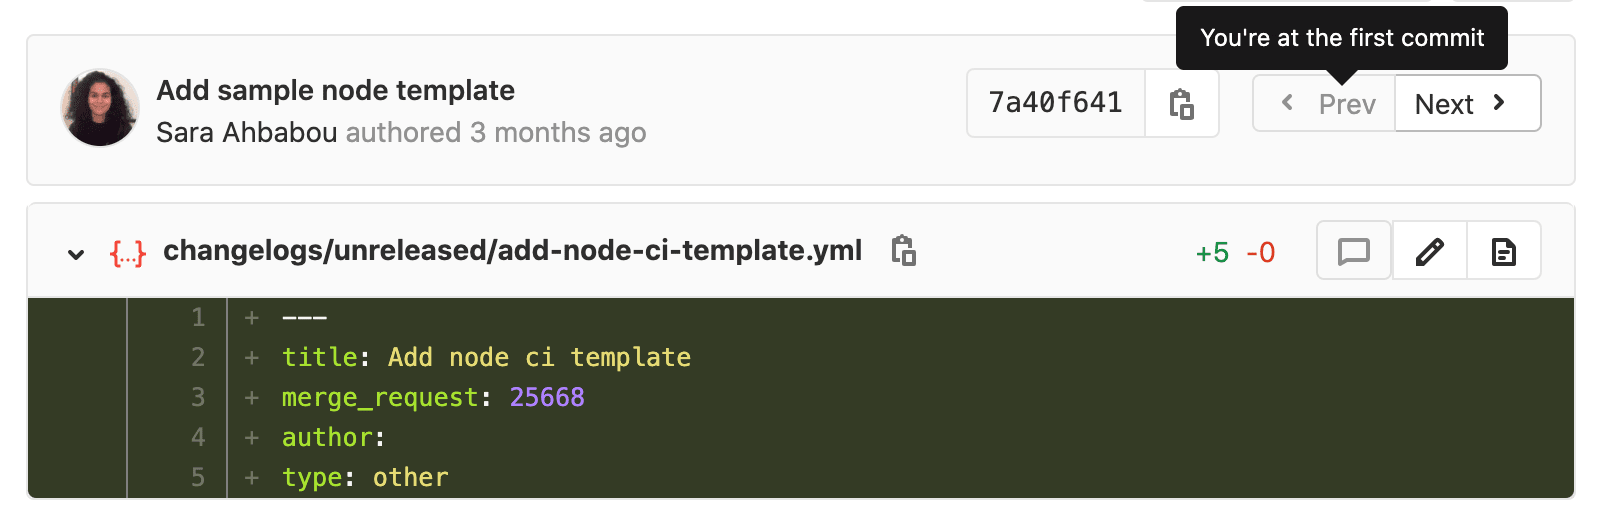 You're at the first commit
Add sample node template
Sara Ahbabou authored 3 months ago
7a40f641
Prev
Next
{...} changelogs/unreleased/add-node-ci-template.yml
+5 -0
1 + ---
2 + title: Add node ci template
3 + merge_request: 25668
4 + author:
5 + type: other